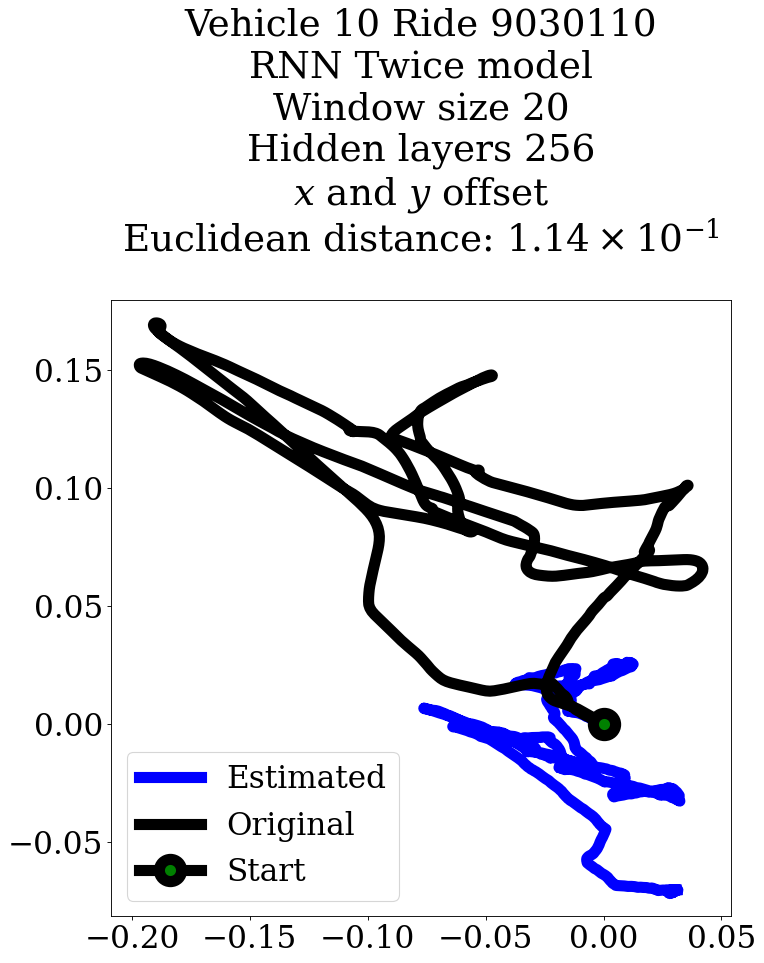 Vehicle 10 Ride 9030110
RNN Twice model
Window size 20
Hidden layers 256
x and y offset
Euclidean distance: 1.14 × 10⁻¹
0.15
0.10
0.05
0.00
−0.05
Estimated
Original
Start
−0.20 −0.15 −0.10 −0.05 0.00 0.05